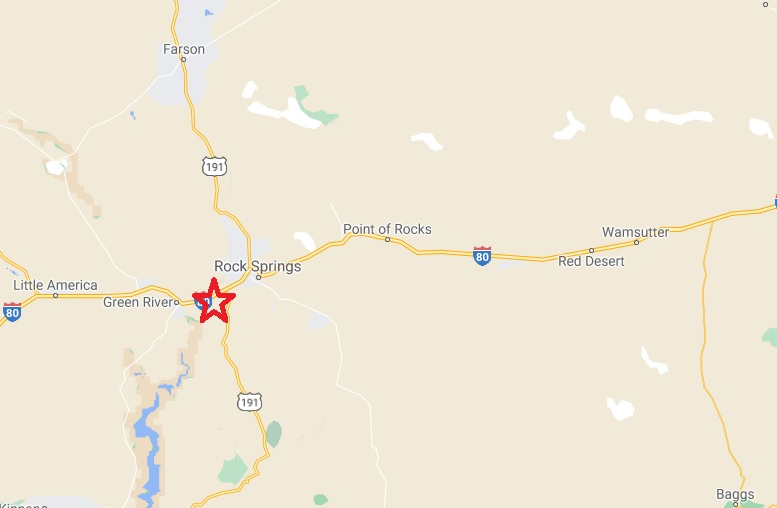 Farson
191
Point of Rocks
Wamsutter
80
Red Desert
Rock Springs
Little America
Green River
80
191
Baggs